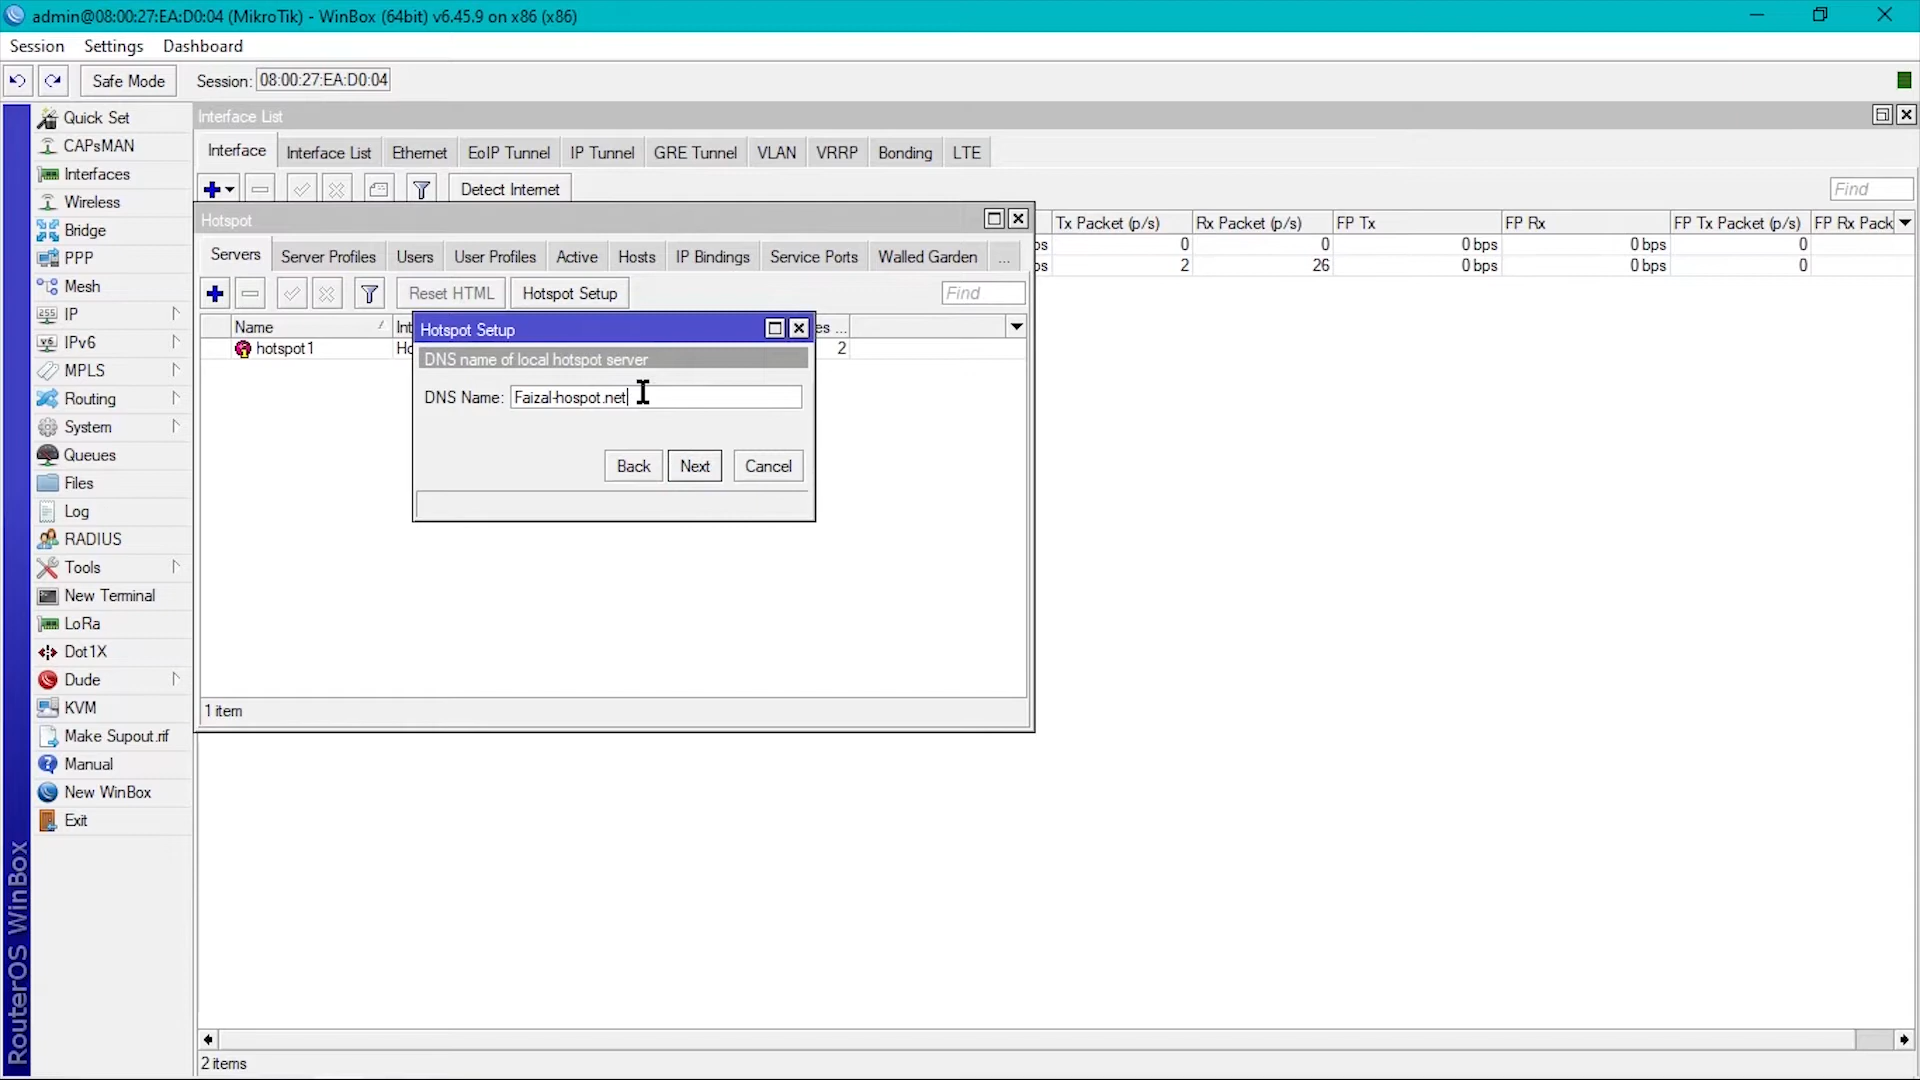 admin@08:00:27:EA:D0:04 (MikroTik) - WinBox (64bit) v6.45.9 on x86 (x86)
Session Settings Dashboard
Safe Mode Session: 08:00:27:EA:D0:04
Quick Set
CAPsMAN
Interfaces
Wireless
Bridge
PPP
Mesh
IP
IPv6
MPLS
Routing
System
Queues
Files
Log
RADIUS
Tools
New Terminal
LoRa
Dot1X
Dude
KVM
Make Supout.rif
Manual
New WinBox
Exit
RouterOS WinBox
Interface List
Interface Interface List Ethernet EoIP Tunnel IP Tunnel GRE Tunnel VLAN VRRP Bonding LTE
Detect Internet Find
Tx Packet (p/s) Rx Packet (p/s) FP Tx FP Rx FP Tx Packet (p/s) FP Rx Pack
ps 0 0 0 bps 0 bps 0
ps 2 26 0 bps 0 bps 0
Hotspot
Servers Server Profiles Users User Profiles Active Hosts IP Bindings Service Ports Walled Garden ...
Reset HTML Hotspot Setup Find
Name Int es ...
hotspot1 Ho 2
Hotspot Setup
DNS name of local hotspot server
DNS Name: Faizal-hospot.net
Back Next Cancel
1 item
2 items